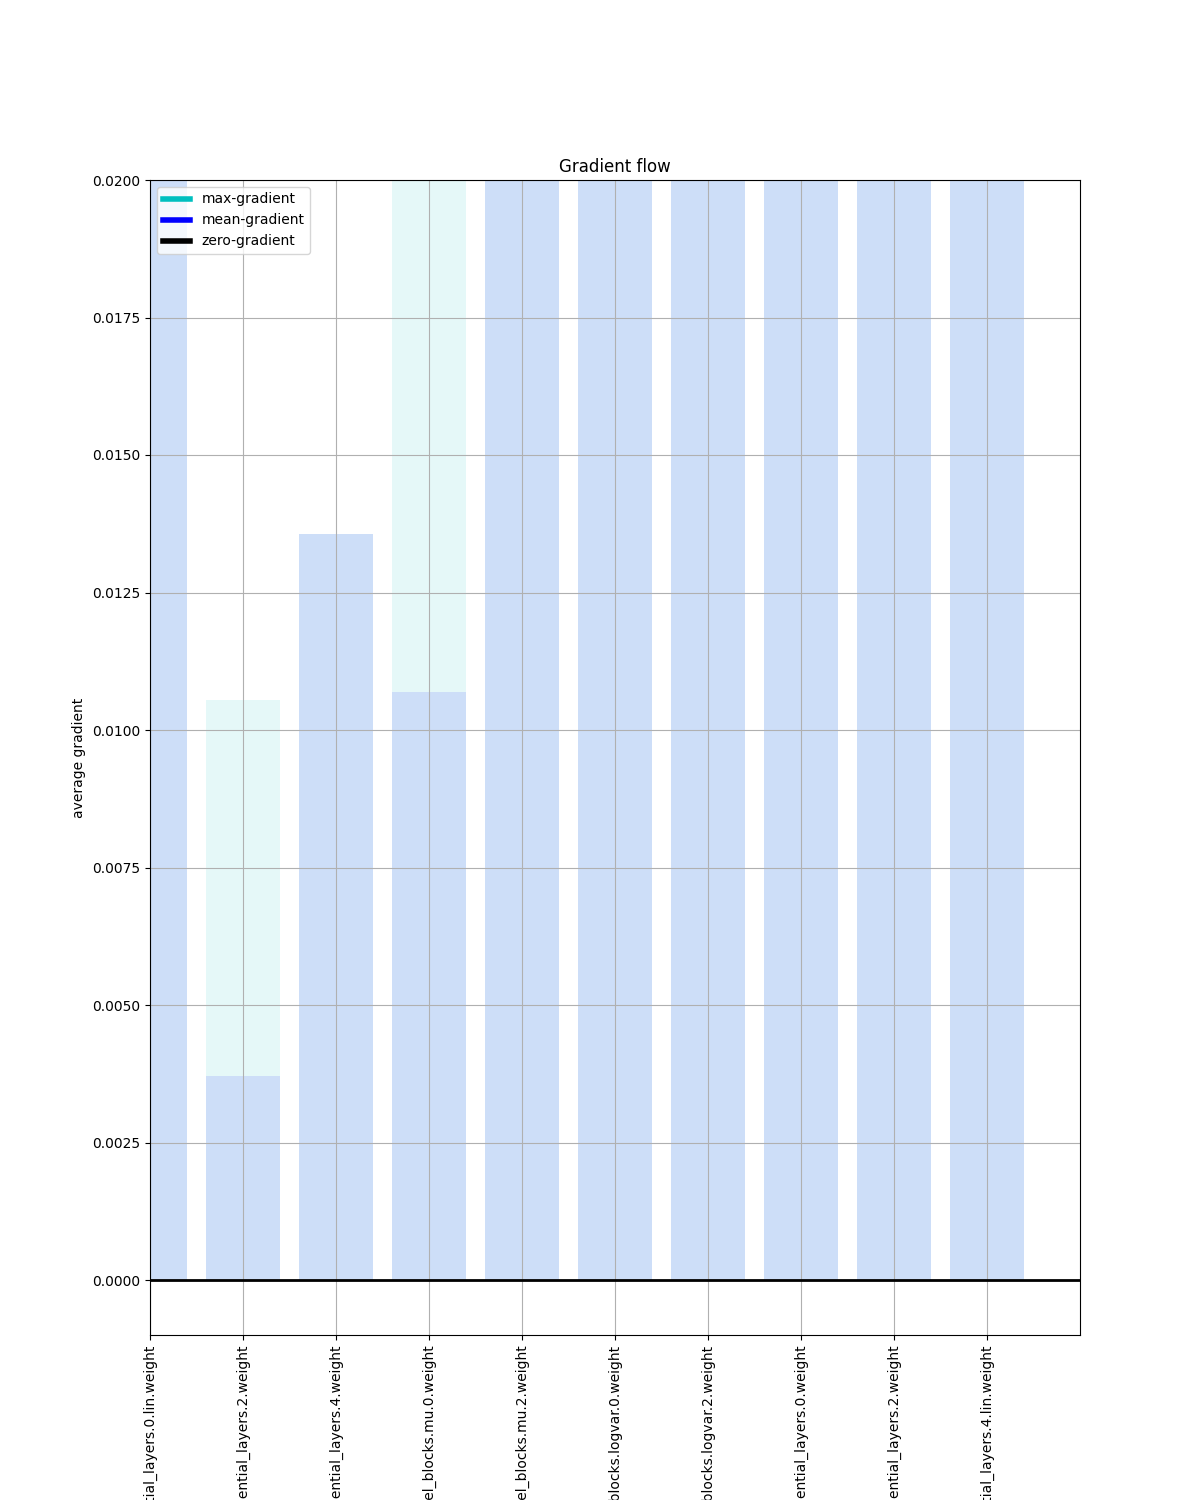 Gradient flow
max-gradient
mean-gradient
zero-gradient
0.0200
0.0175
0.0150
0.0125
0.0100
0.0075
0.0050
0.0025
0.0000
average gradient
tial_layers.0.lin.weight
ential_layers.2.weight
ential_layers.4.weight
el_blocks.mu.0.weight
el_blocks.mu.2.weight
blocks.logvar.0.weight
blocks.logvar.2.weight
ential_layers.0.weight
ential_layers.2.weight
tial_layers.4.lin.weight